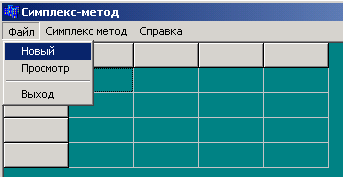 Симплекс-метод
Файл Симплекс метод Справка
Новый
Просмотр
Выход